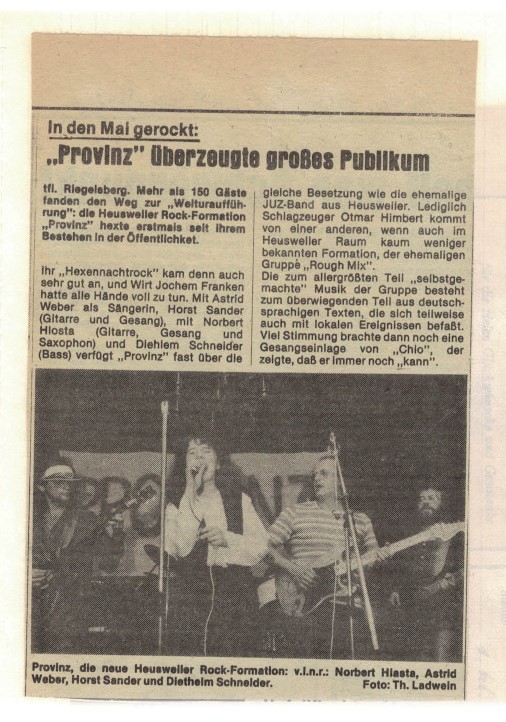 In den Mai gerockt:
„Provinz" überzeugte großes Publikum
tfl. Riegelsberg. Mehr als 150 Gäste
fanden den Weg zur „Welturauffüh-
rung": die Heusweiler Rock-Formation
„Provinz" hexte erstmals seit ihrem
Bestehen in der Öffentlichket.
Ihr „Hexennachtrock" kam denn auch
sehr gut an, und Wirt Jochem Franken
hatte alle Hände voll zu tun. Mit Astrid
Weber als Sängerin, Horst Sander
(Gitarre und Gesang), mit Norbert
Hlosta (Gitarre, Gesang und
Saxophon) und Diehlem Schneider
(Bass) verfügt „Provinz" fast über die
gleiche Besetzung wie die ehemalige
JUZ-Band aus Heusweiler. Lediglich
Schlagzeuger Otmar Himbert kommt
von einer anderen, wenn auch im
Heusweiler Raum kaum weniger
bekannten Formation, der ehemaligen
Gruppe „Rough Mix".
Die zum allergrößten Teil „selbstge-
machte" Musik der Gruppe besteht
zum überwiegenden Teil aus deutsch-
sprachigen Texten, die sich teilweise
auch mit lokalen Ereignissen befaßt.
Viel Stimmung brachte dann noch eine
Gesangseinlage von „Chio", der
zeigte, daß er immer noch „kann".
Provinz, die neue Heusweiler Rock-Formation: v.l.n.r.: Norbert Hlasta, Astrid
Weber, Horst Sander und Diethelm Schneider. Foto: Th. Ladwein